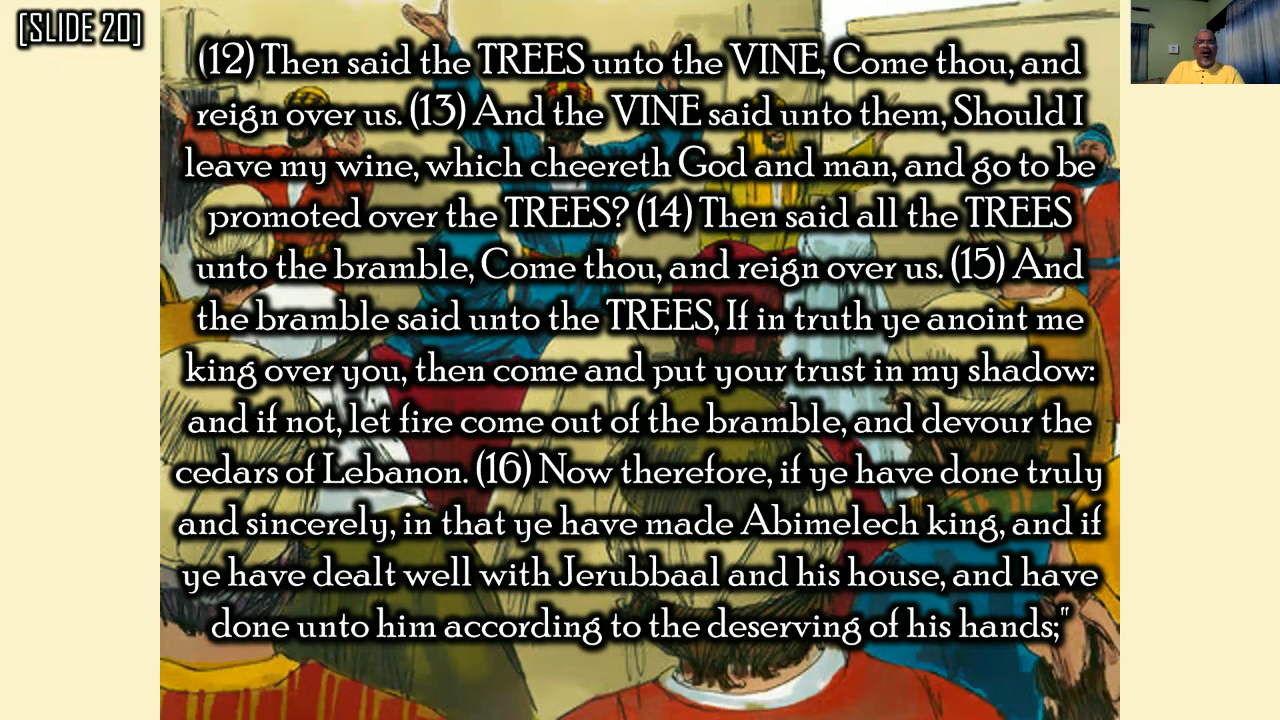 [SLIDE 20]
(12) Then said the TREES unto the VINE, Come thou, and
reign over us. (13) And the VINE said unto them, Should I
leave my wine, which cheereth God and man, and go to be
promoted over the TREES? (14) Then said all the TREES
unto the bramble, Come thou, and reign over us. (15) And
the bramble said unto the TREES, If in truth ye anoint me
king over you, then come and put your trust in my shadow:
and if not, let fire come out of the bramble, and devour the
cedars of Lebanon. (16) Now therefore, if ye have done truly
and sincerely, in that ye have made Abimelech king, and if
ye have dealt well with Jerubbaal and his house, and have
done unto him according to the deserving of his hands;"